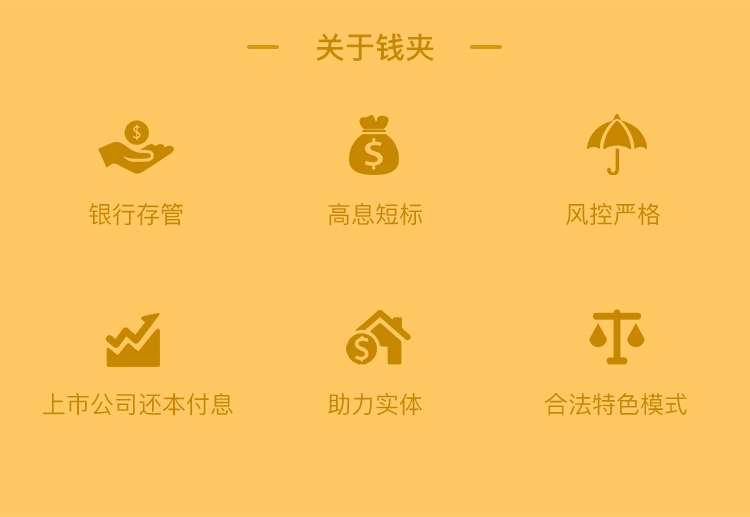 关于钱夹
银行存管
高息短标
风控严格
上市公司还本付息
助力实体
合法特色模式